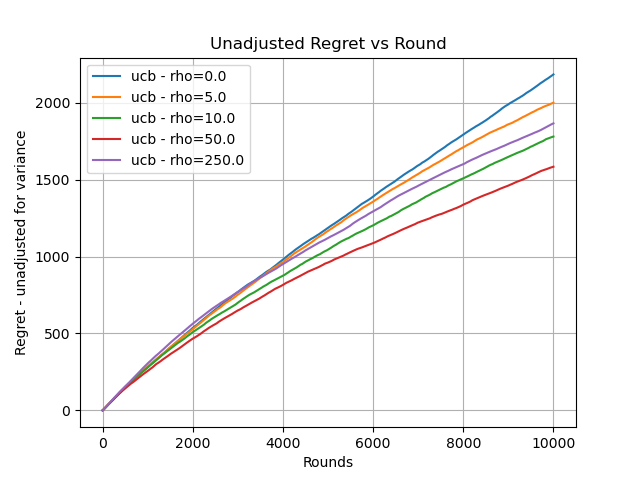 Unadjusted Regret vs Round
ucb - rho=0.0
ucb - rho=5.0
ucb - rho=10.0
ucb - rho=50.0
ucb - rho=250.0
Regret - unadjusted for variance
2000
1500
1000
500
0
0 2000 4000 6000 8000 10000
Rounds